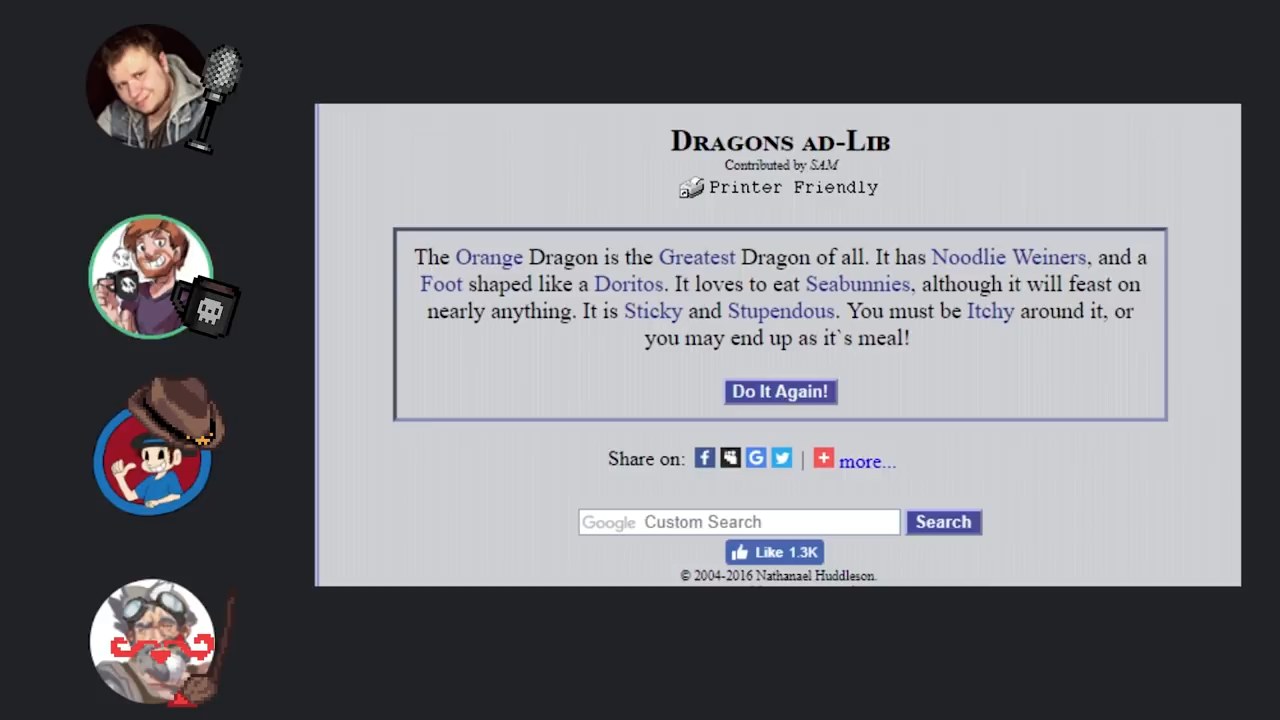 Dragons ad-Lib
Contributed by SAM
Printer Friendly
The Orange Dragon is the Greatest Dragon of all. It has Noodlie Weiners, and a
Foot shaped like a Doritos. It loves to eat Seabunnies, although it will feast on
nearly anything. It is Sticky and Stupendous. You must be Itchy around it, or
you may end up as it`s meal!
Do It Again!
Share on: | more...
Google Custom Search Search
Like 1.3K
© 2004-2016 Nathanael Huddleson.